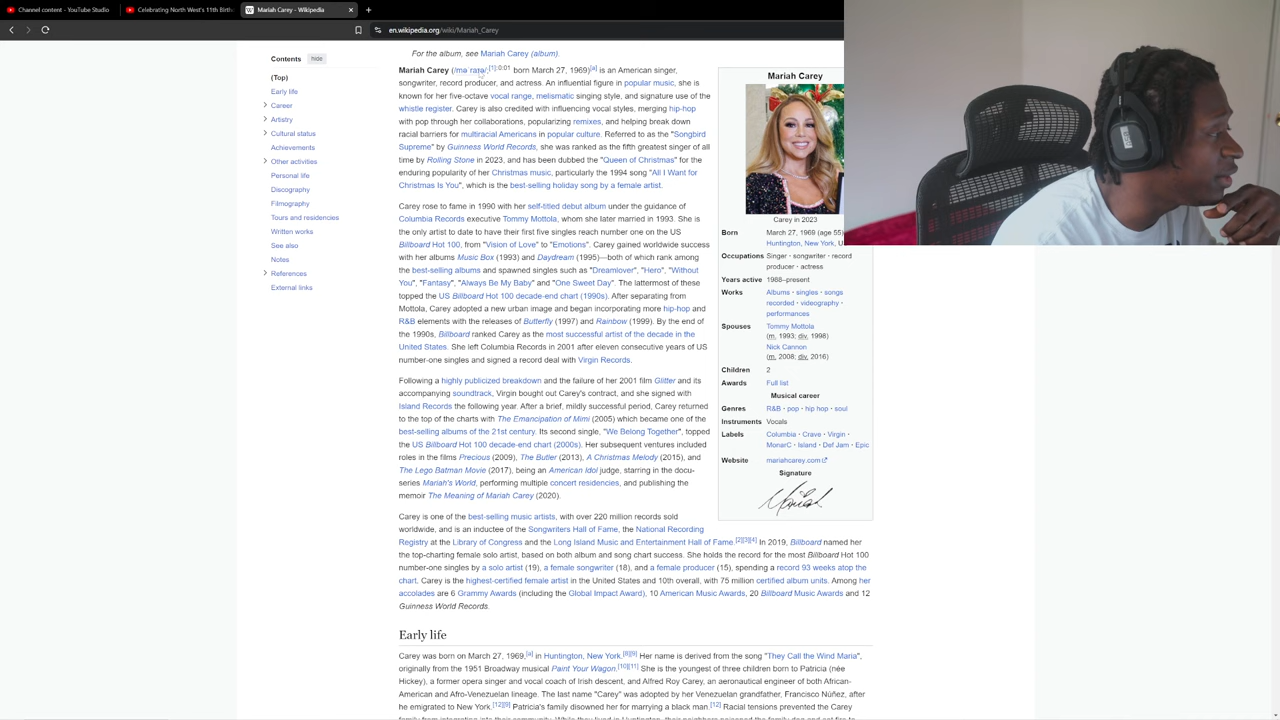 Channel content - YouTube Studio
Celebrating North West's 11th Birth
Mariah Carey - Wikipedia
en.wikipedia.org/wiki/Mariah_Carey
Contents
hide
(Top)
Early life
Career
Artistry
Cultural status
Achievements
Other activities
Personal life
Discography
Filmography
Tours and residencies
Written works
See also
Notes
References
External links
For the album, see Mariah Carey (album).
Mariah Carey (/məˈraɪə/;[1] 0:01 born March 27, 1969)[a] is an American singer,
songwriter, record producer, and actress. An influential figure in popular music, she is
known for her five-octave vocal range, melismatic singing style, and signature use of the
whistle register. Carey is also credited with influencing vocal styles, merging hip-hop
with pop through her collaborations, popularizing remixes, and helping break down
racial barriers for multiracial Americans in popular culture. Referred to as the "Songbird
Supreme" by Guinness World Records, she was ranked as the fifth greatest singer of all
time by Rolling Stone in 2023, and has been dubbed the "Queen of Christmas" for the
enduring popularity of her Christmas music, particularly the 1994 song "All I Want for
Christmas Is You", which is the best-selling holiday song by a female artist.
Carey rose to fame in 1990 with her self-titled debut album under the guidance of
Columbia Records executive Tommy Mottola, whom she later married in 1993. She is
the only artist to date to have their first five singles reach number one on the US
Billboard Hot 100, from "Vision of Love" to "Emotions". Carey gained worldwide success
with her albums Music Box (1993) and Daydream (1995)—both of which rank among
the best-selling albums and spawned singles such as "Dreamlover", "Hero", "Without
You", "Fantasy", "Always Be My Baby" and "One Sweet Day". The lattermost of these
topped the US Billboard Hot 100 decade-end chart (1990s). After separating from
Mottola, Carey adopted a new urban image and began incorporating more hip-hop and
R&B elements with the releases of Butterfly (1997) and Rainbow (1999). By the end of
the 1990s, Billboard ranked Carey as the most successful artist of the decade in the
United States. She left Columbia Records in 2001 after eleven consecutive years of US
number-one singles and signed a record deal with Virgin Records.
Following a highly publicized breakdown and the failure of her 2001 film Glitter and its
accompanying soundtrack, Virgin bought out Carey's contract, and she signed with
Island Records the following year. After a brief, mildly successful period, Carey returned
to the top of the charts with The Emancipation of Mimi (2005) which became one of the
best-selling albums of the 21st century. Its second single, "We Belong Together", topped
the US Billboard Hot 100 decade-end chart (2000s). Her subsequent ventures included
roles in the films Precious (2009), The Butler (2013), A Christmas Melody (2015), and
The Lego Batman Movie (2017), being an American Idol judge, starring in the docu-
series Mariah's World, performing multiple concert residencies, and publishing the
memoir The Meaning of Mariah Carey (2020).
Carey is one of the best-selling music artists, with over 220 million records sold
worldwide, and is an inductee of the Songwriters Hall of Fame, the National Recording
Registry at the Library of Congress and the Long Island Music and Entertainment Hall of Fame.[2][3][4] In 2019, Billboard named her
the top-charting female solo artist, based on both album and song chart success. She holds the record for the most Billboard Hot 100
number-one singles by a solo artist (19), a female songwriter (18), and a female producer (15), spending a record 93 weeks atop the
chart. Carey is the highest-certified female artist in the United States and 10th overall, with 75 million certified album units. Among her
accolades are 6 Grammy Awards (including the Global Impact Award), 10 American Music Awards, 20 Billboard Music Awards and 12
Guinness World Records.
Early life
Carey was born on March 27, 1969,[a] in Huntington, New York.[8][9] Her name is derived from the song "They Call the Wind Maria",
originally from the 1951 Broadway musical Paint Your Wagon.[10][11] She is the youngest of three children born to Patricia (née
Hickey), a former opera singer and vocal coach of Irish descent, and Alfred Roy Carey, an aeronautical engineer of both African-
American and Afro-Venezuelan lineage. The last name "Carey" was adopted by her Venezuelan grandfather, Francisco Núñez, after
he emigrated to New York.[12][9] Patricia's family disowned her for marrying a black man.[12] Racial tensions prevented the Carey
family from integrating into their community. While they lived in Huntington, their neighbors poisoned the family dog and set fire to
Mariah Carey
Carey in 2023
Born
March 27, 1969 (age 55)
Huntington, New York, U
Occupations
Singer · songwriter · record
producer · actress
Years active
1988–present
Works
Albums · singles · songs
recorded · videography ·
performances
Spouses
Tommy Mottola
(m. 1993; div. 1998)
Nick Cannon
(m. 2008; div. 2016)
Children
2
Awards
Full list
Musical career
Genres
R&B · pop · hip hop · soul
Instruments
Vocals
Labels
Columbia · Crave · Virgin ·
MonarC · Island · Def Jam · Epic
Website
mariahcarey.com
Signature